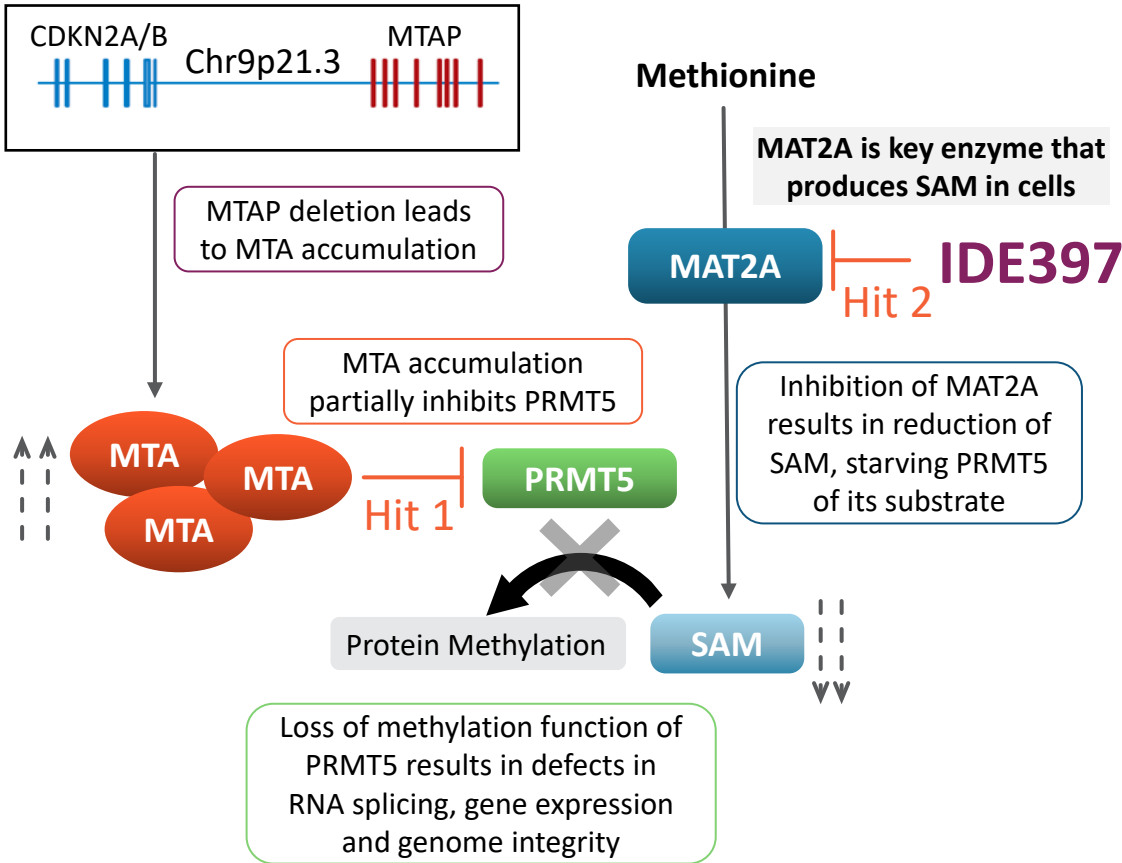 CDKN2A/B
MTAP
Chr9p21.3
Methionine
MAT2A is key enzyme that
produces SAM in cells
MTAP deletion leads
to MTA accumulation
MAT2A
IDE397
Hit 2
MTA accumulation
partially inhibits PRMT5
Inhibition of MAT2A
results in reduction of
SAM, starving PRMT5
of its substrate
MTA
MTA
MTA
Hit 1
PRMT5
Protein Methylation
SAM
Loss of methylation function of
PRMT5 results in defects in
RNA splicing, gene expression
and genome integrity